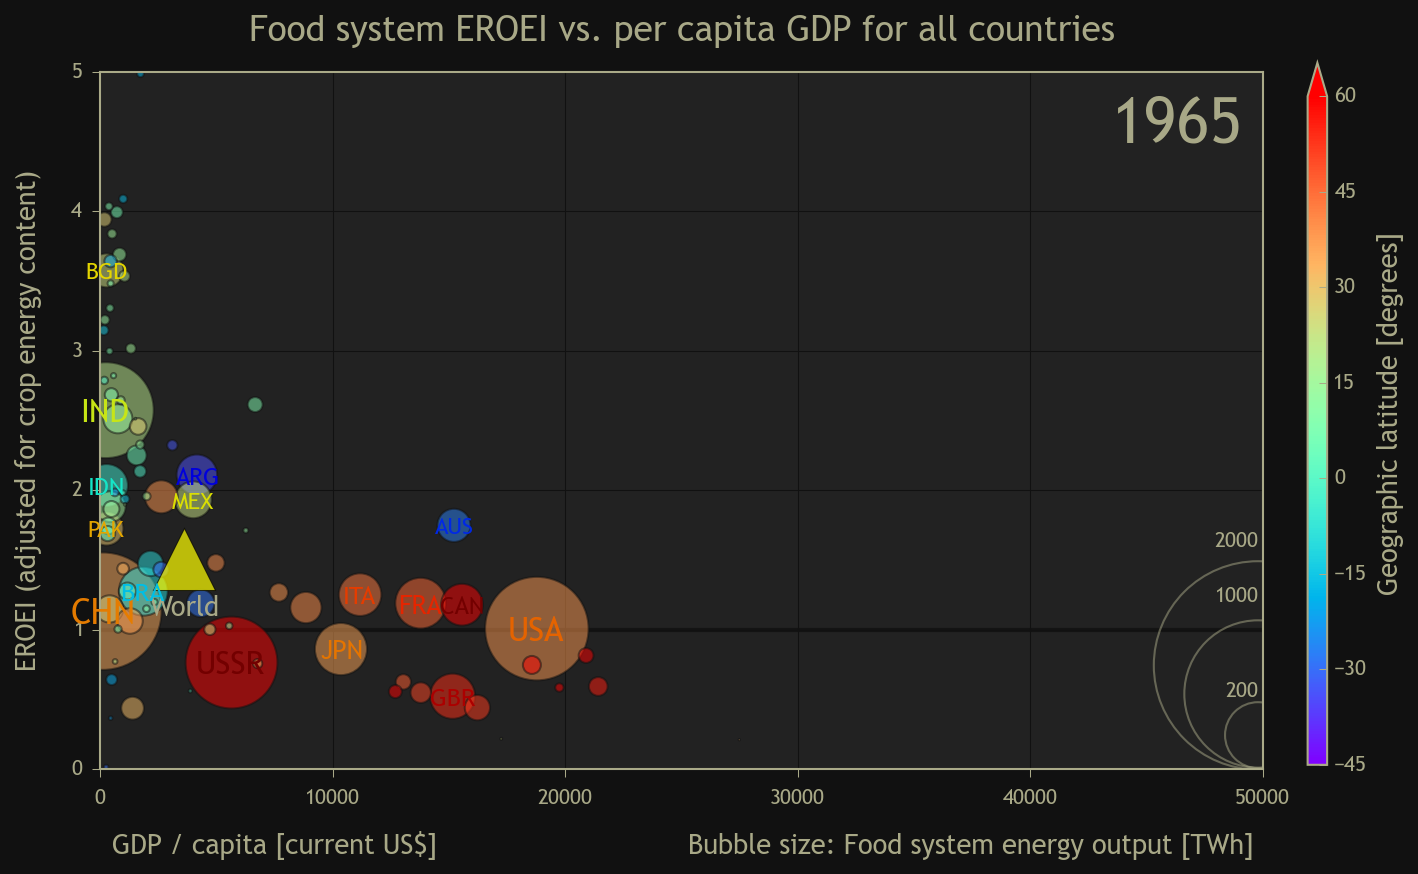 Food system EROEI vs. per capita GDP for all countries
1965
EROEI (adjusted for crop energy content)
5
4
3
2
1
0
BGD
IND
IDN
ARG
MEX
PAK
AUS
BRA
CHN
World
ITA
FRA
CAN
USA
JPN
USSR
GBR
2000
1000
200
0
10000
20000
30000
40000
50000
GDP / capita [current US$]
Bubble size: Food system energy output [TWh]
60
45
30
15
0
−15
−30
−45
Geographic latitude [degrees]